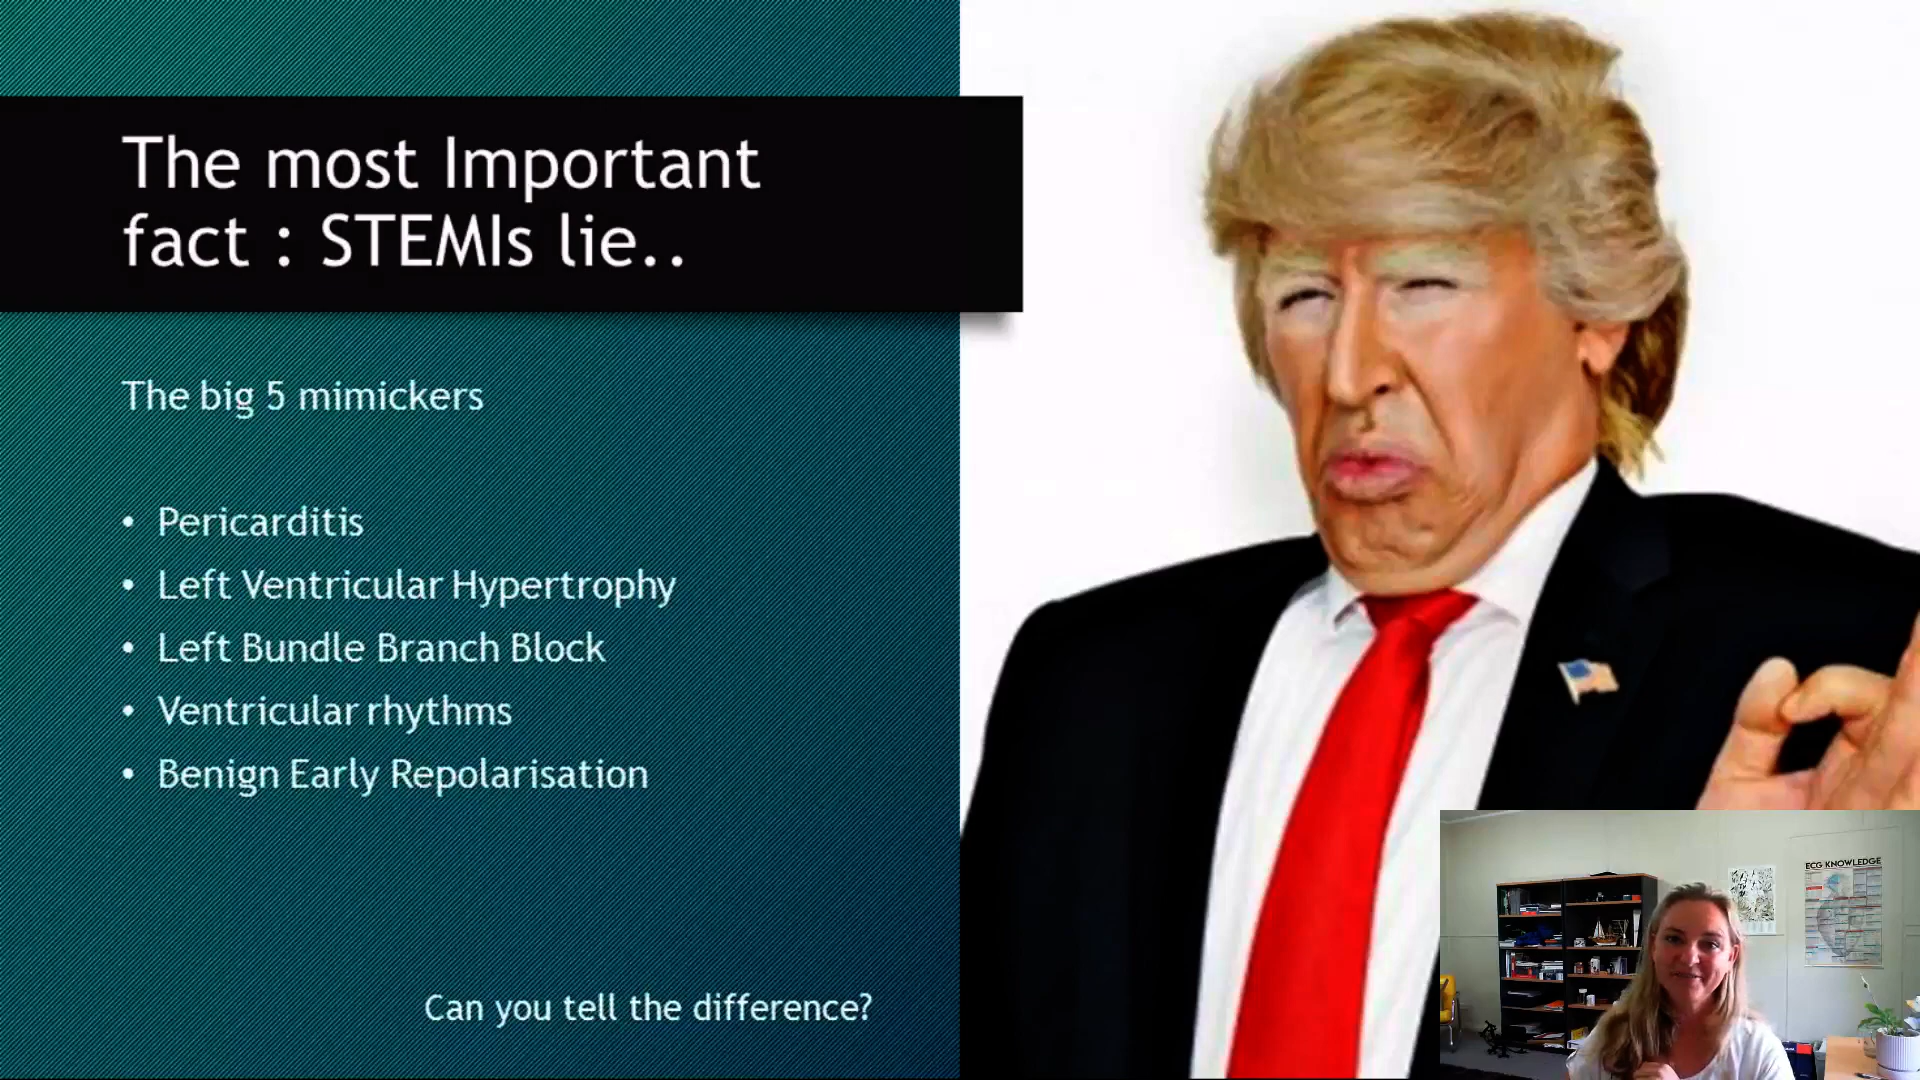 The most Important
fact : STEMIs lie..
The big 5 mimickers
• Pericarditis
• Left Ventricular Hypertrophy
• Left Bundle Branch Block
• Ventricular rhythms
• Benign Early Repolarisation
Can you tell the difference?
ECG KNOWLEDGE